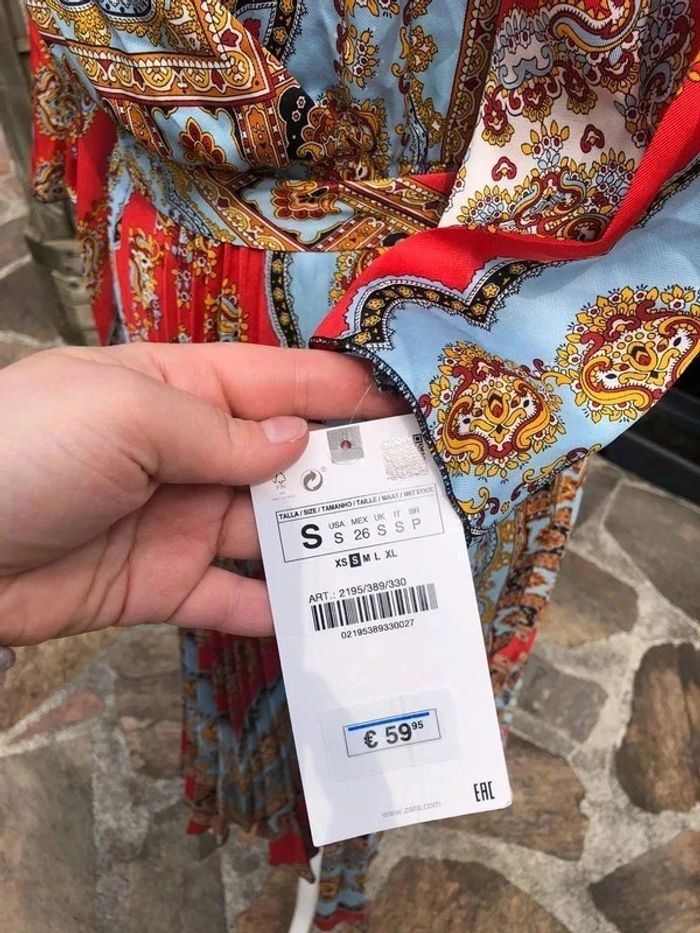 FSC
TALLA / SIZE / TAMANHO / TAILLE / MAAT /
USA MEX UK IT BR
S S 26 S S P
XS S M L XL
ART.: 2195/389/330
02195389330027
€ 59 95
www.zara.com
EAC